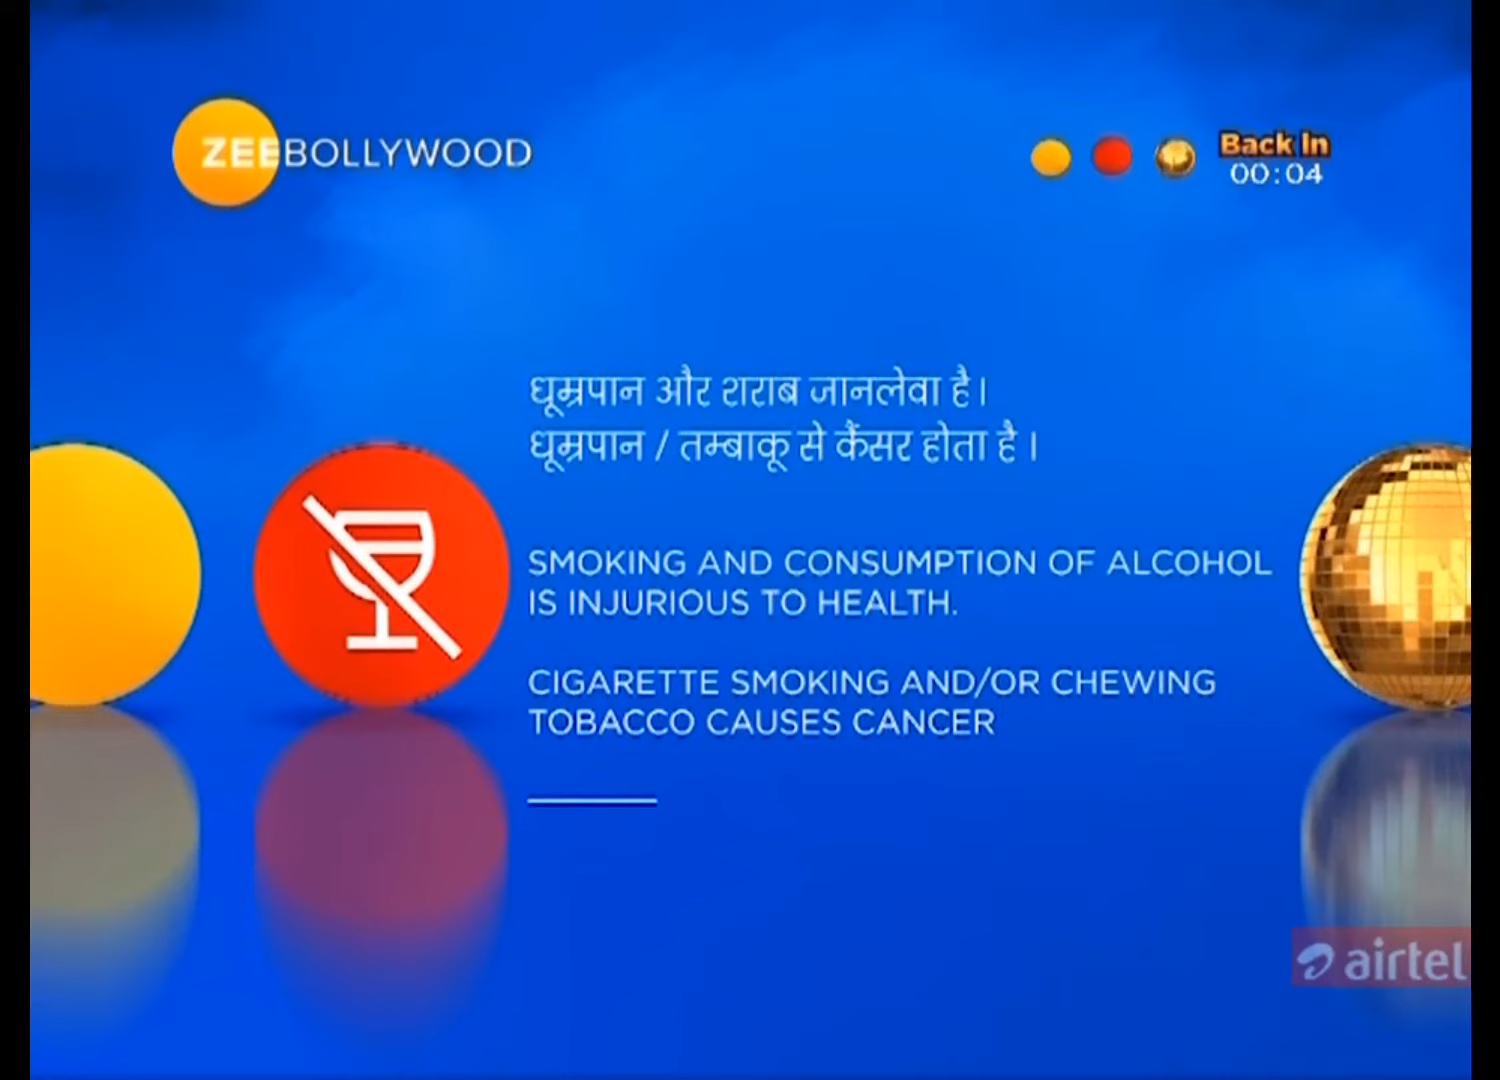 ZEEBOLLYWOOD
Back In
00:04
धूम्रपान और शराब जानलेवा है।
धूम्रपान / तम्बाकू से कैंसर होता है।
SMOKING AND CONSUMPTION OF ALCOHOL
IS INJURIOUS TO HEALTH.
CIGARETTE SMOKING AND/OR CHEWING
TOBACCO CAUSES CANCER
airtel